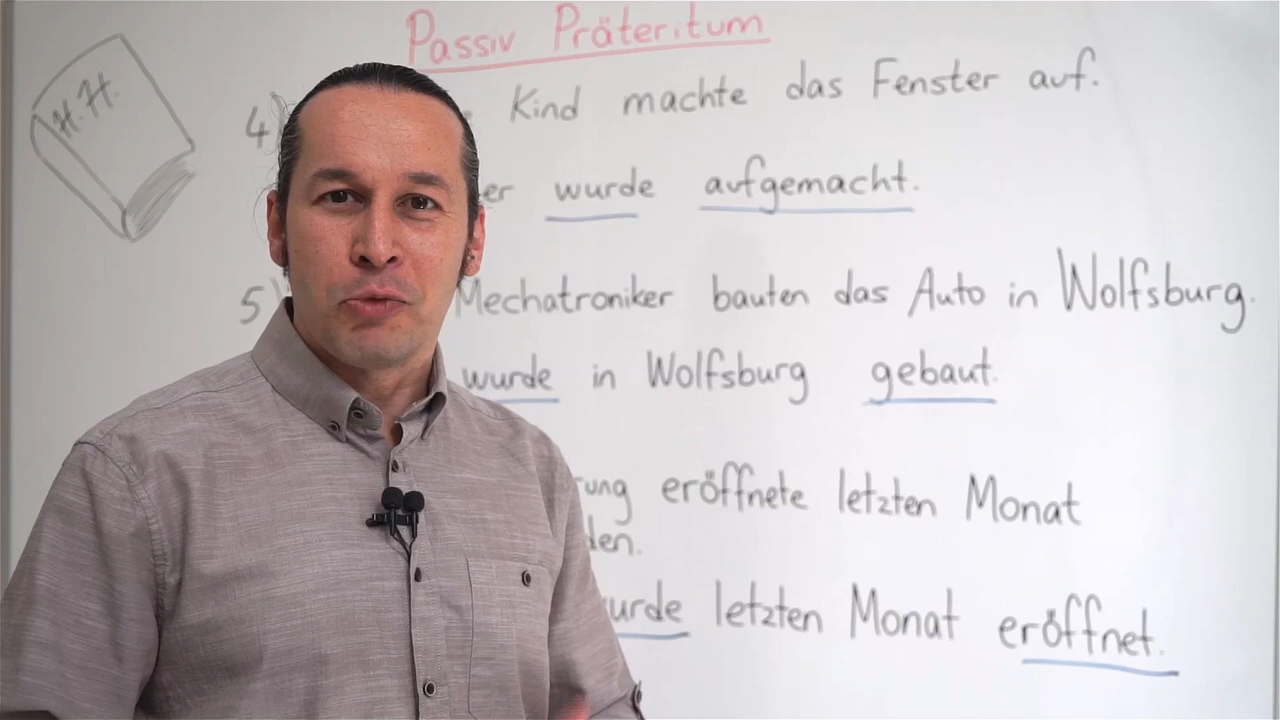 Passiv Präteritum
H.H.
4) Kind machte das Fenster auf.
er wurde aufgemacht.
5) Mechatroniker bauten das Auto in Wolfsburg.
wurde in Wolfsburg gebaut.
rung eröffnete letzten Monat
den.
urde letzten Monat eröffnet.